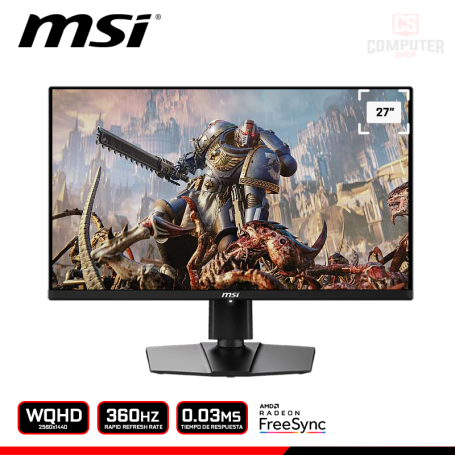 msi®
CS
COMPUTER
SHOP
27"
msi
WQHD
2560x1440
360HZ
RAPID REFRESH RATE
0.03MS
TIEMPO DE RESPUESTA
AMD
RADEON
FreeSync